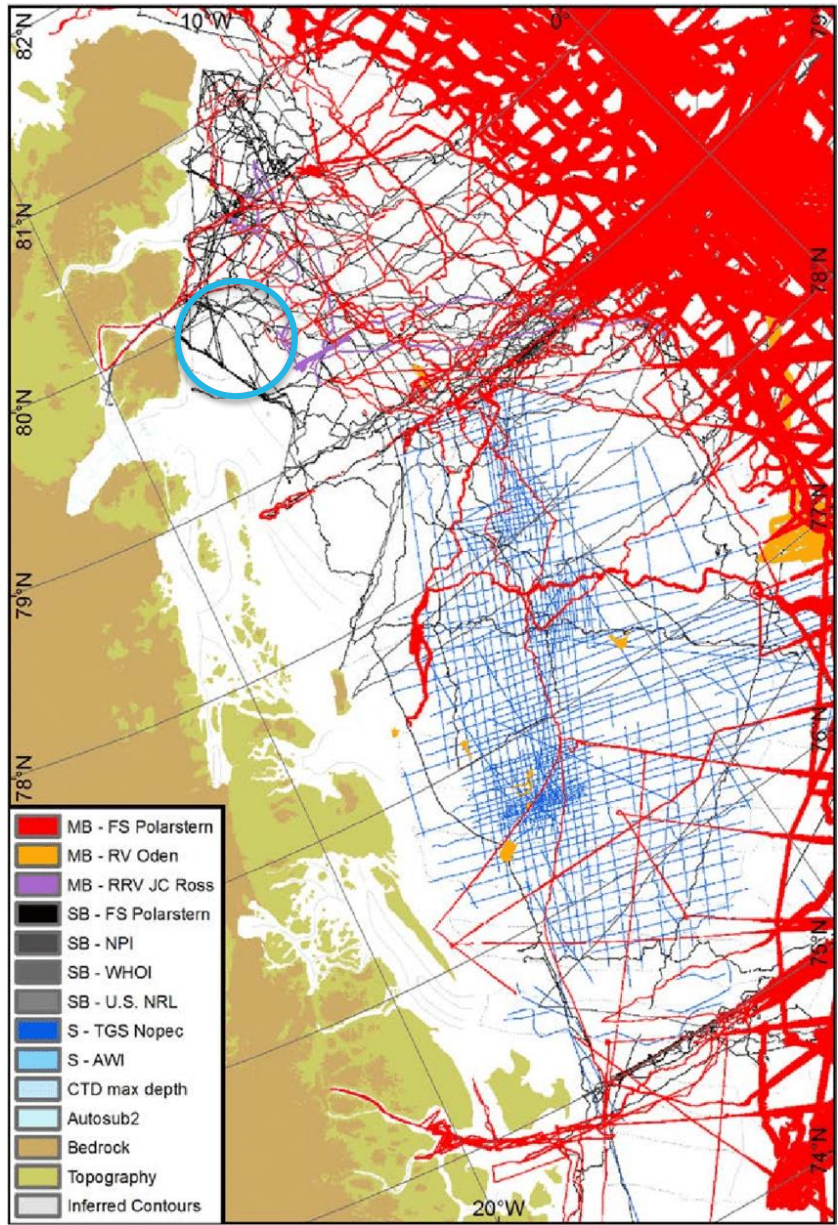 10°W
0°
82°N
79
81°N
78°N
80°N
77°N
79°N
76°N
78°N
75°N
74°N
20°W
MB - FS Polarstern
MB - RV Oden
MB - RRV JC Ross
SB - FS Polarstern
SB - NPI
SB - WHOI
SB - U.S. NRL
S - TGS Nopec
S - AWI
CTD max depth
Autosub2
Bedrock
Topography
Inferred Contours